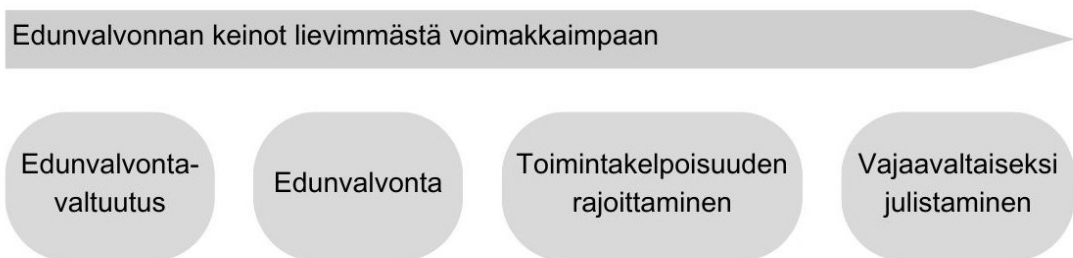 Edunvalvonnan keinot lievimmästä voimakkaimpaan
Edunvalvonta-
valtuutus
Edunvalvonta
Toimintakelpoisuuden
rajoittaminen
Vajaavaltaiseksi
julistaminen